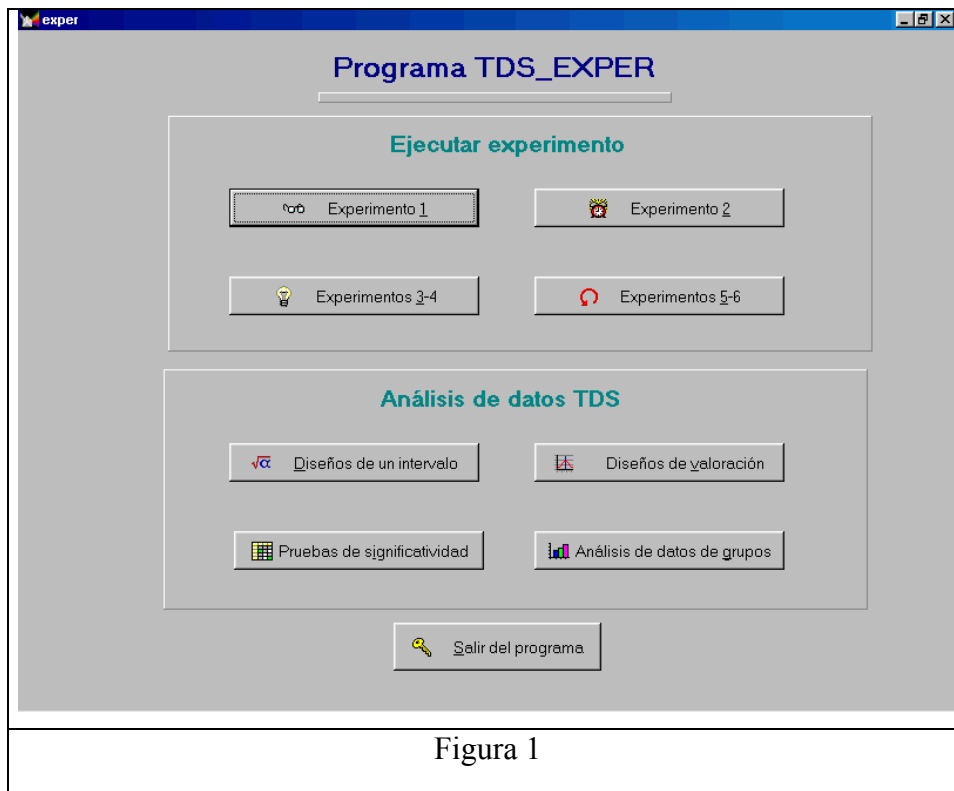 exper
Programa TDS_EXPER
Ejecutar experimento
Experimento 1
Experimento 2
Experimentos 3-4
Experimentos 5-6
Análisis de datos TDS
√α Diseños de un intervalo
Diseños de valoración
Pruebas de significatividad
Análisis de datos de grupos
Salir del programa
Figura 1